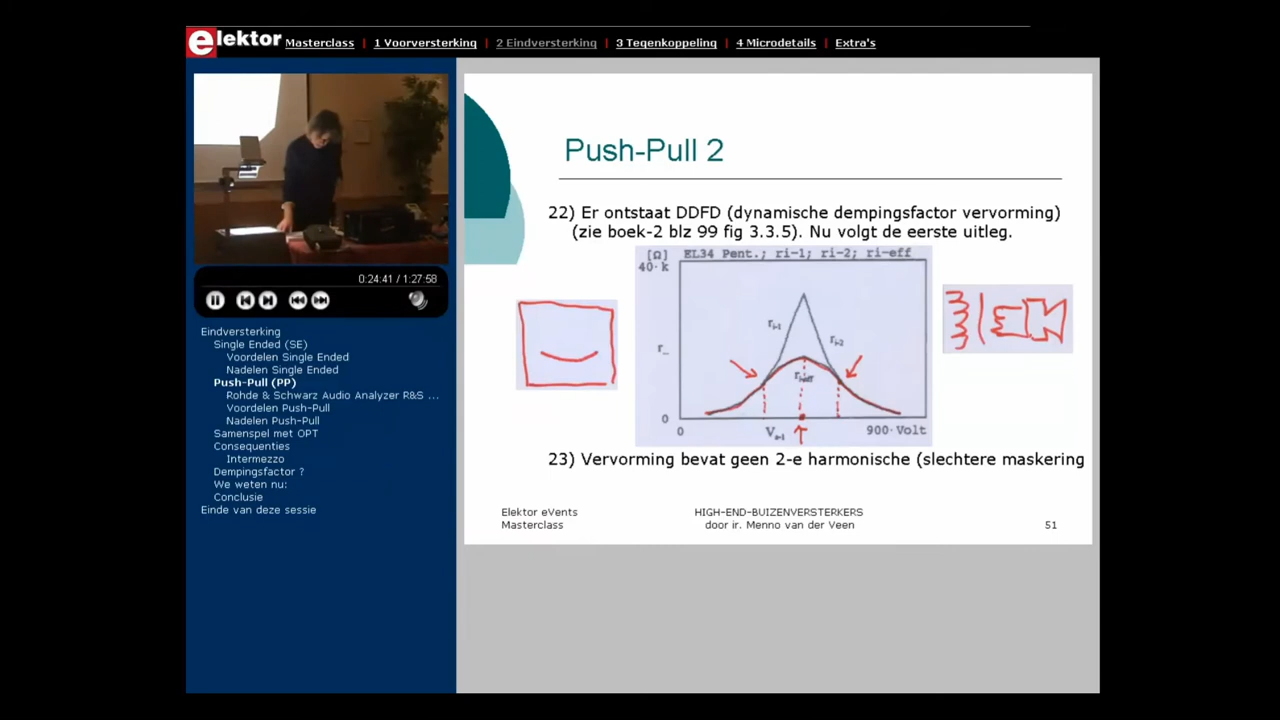 elektor Masterclass | 1 Voorversterking | 2 Eindversterking | 3 Tegenkoppeling | 4 Microdetails | Extra's
0:24:41 / 1:27:58
Eindversterking
Single Ended (SE)
Voordelen Single Ended
Nadelen Single Ended
Push-Pull (PP)
Rohde & Schwarz Audio Analyzer R&S ...
Voordelen Push-Pull
Nadelen Push-Pull
Samenspel met OPT
Consequenties
Intermezzo
Dempingsfactor ?
We weten nu:
Conclusie
Einde van deze sessie
Push-Pull 2
22) Er ontstaat DDFD (dynamische dempingsfactor vervorming)
(zie boek-2 blz 99 fig 3.3.5). Nu volgt de eerste uitleg.
[Ω] EL34 Pent.; ri-1; ri-2; ri-eff
40·k
ri-1
ri-2
r_
0
0
900·Volt
23) Vervorming bevat geen 2-e harmonische (slechtere maskering
Elektor eVents
Masterclass
HIGH-END-BUIZENVERSTERKERS
door ir. Menno van der Veen
51